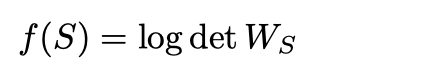 f(S) = log det W_S